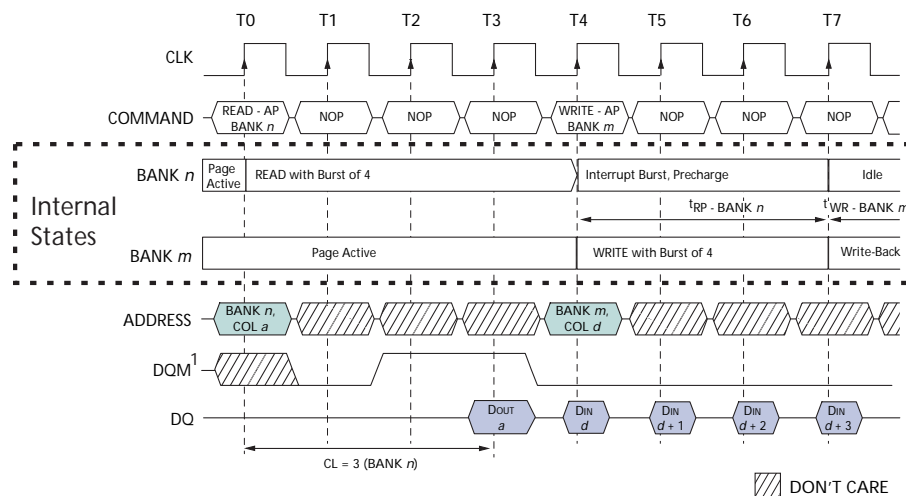 T0 T1 T2 T3 T4 T5 T6 T7
CLK
COMMAND READ - AP BANK n NOP NOP NOP WRITE - AP BANK m NOP NOP NOP
Internal States
BANK n Page Active READ with Burst of 4 Interrupt Burst, Precharge Idle
tRP - BANK n tWR - BANK m
BANK m Page Active WRITE with Burst of 4 Write-Back
ADDRESS BANK n, COL a BANK m, COL d
DQM1
DQ DOUT a DIN d DIN d + 1 DIN d + 2 DIN d + 3
CL = 3 (BANK n)
DON'T CARE